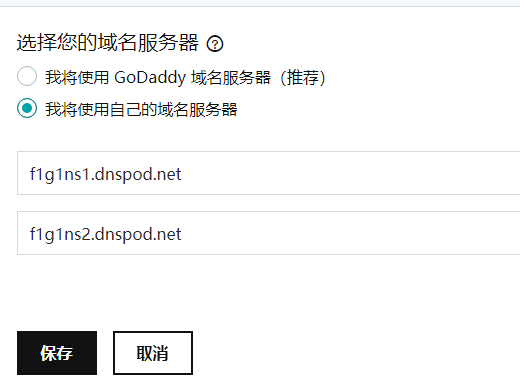 选择您的域名服务器 ?
我将使用 GoDaddy 域名服务器（推荐）
我将使用自己的域名服务器
f1g1ns1.dnspod.net
f1g1ns2.dnspod.net
保存 取消